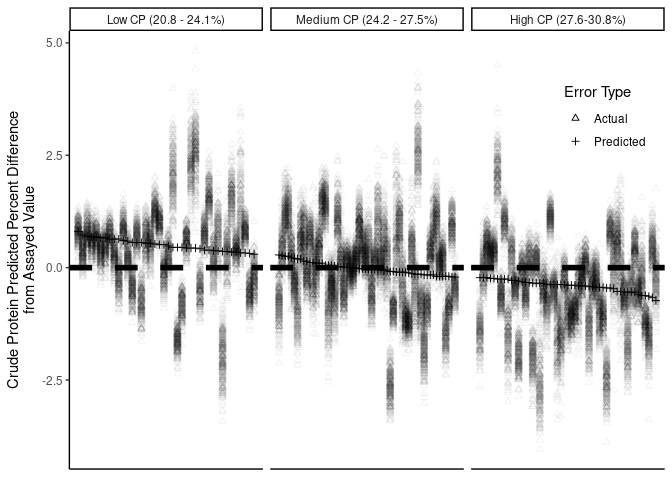 Low CP (20.8 - 24.1%)
Medium CP (24.2 - 27.5%)
High CP (27.6-30.8%)
Crude Protein Predicted Percent Difference
from Assayed Value
5.0
2.5
0.0
-2.5
Error Type
Actual
Predicted